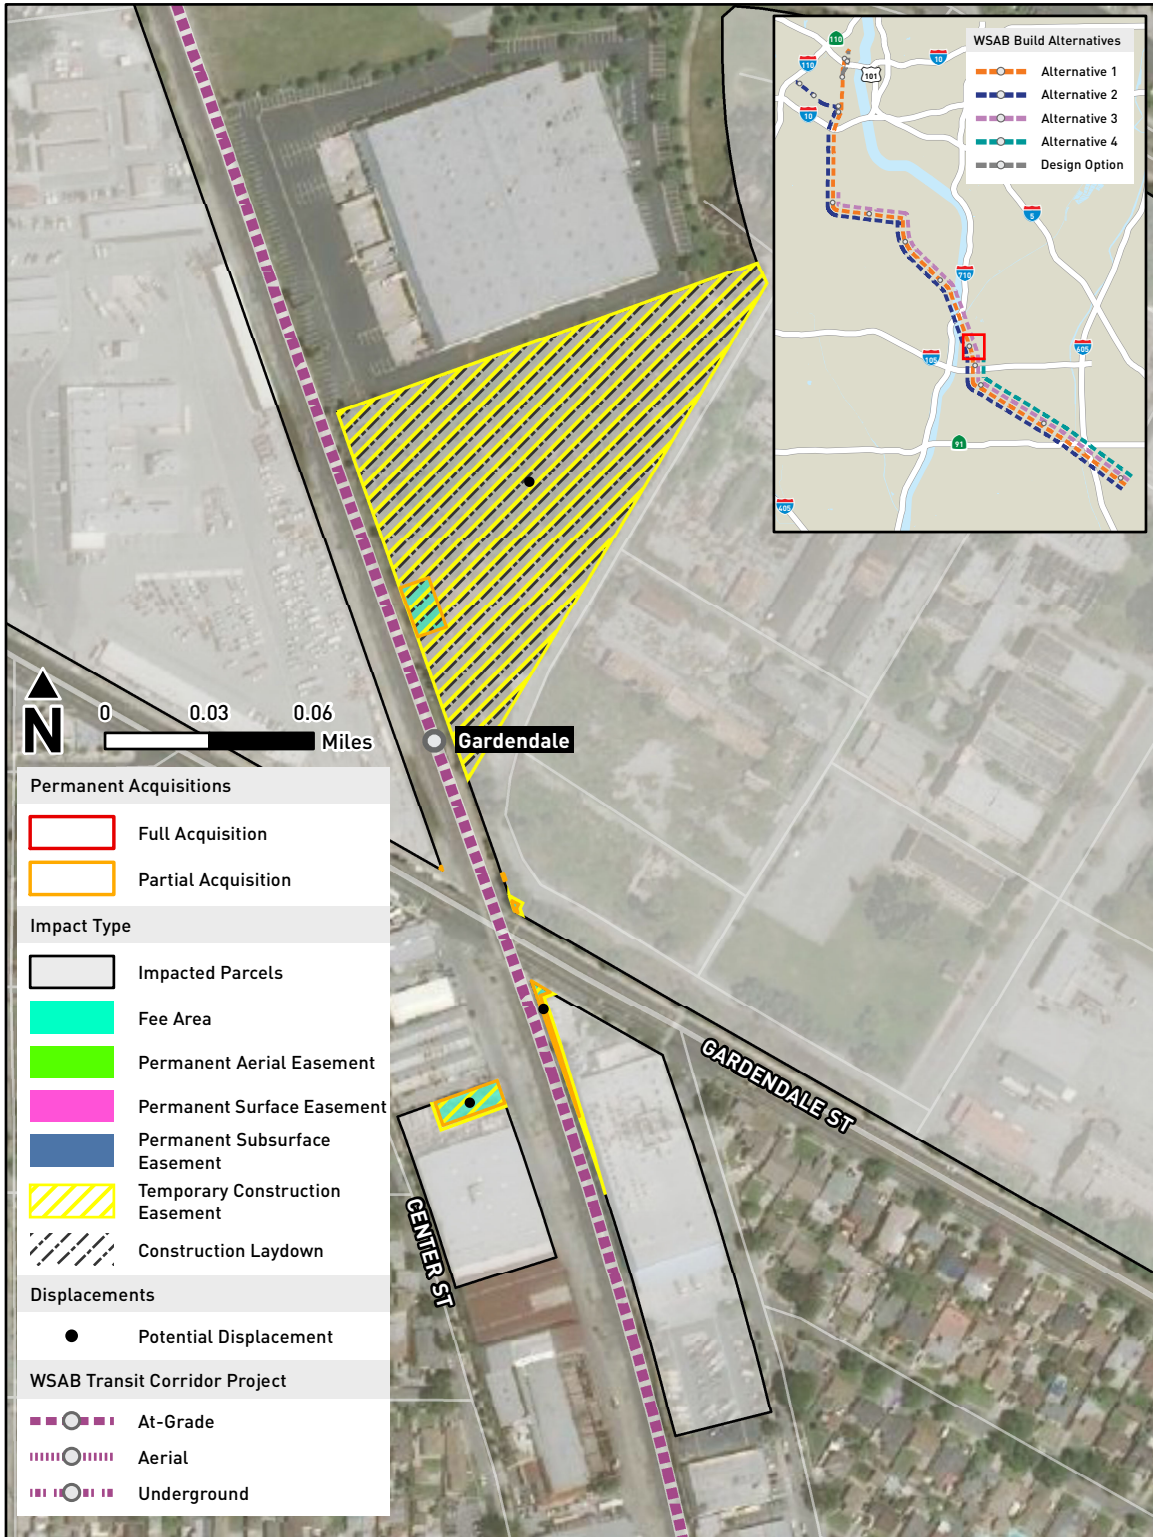 WSAB Build Alternatives
Alternative 1
Alternative 2
Alternative 3
Alternative 4
Design Option
110
110
101
10
10
5
710
105
605
91
405
N
0 0.03 0.06
Miles
Gardendale
GARDENDALE ST
CENTER ST
Permanent Acquisitions
Full Acquisition
Partial Acquisition
Impact Type
Impacted Parcels
Fee Area
Permanent Aerial Easement
Permanent Surface Easement
Permanent Subsurface
Easement
Temporary Construction
Easement
Construction Laydown
Displacements
Potential Displacement
WSAB Transit Corridor Project
At-Grade
Aerial
Underground